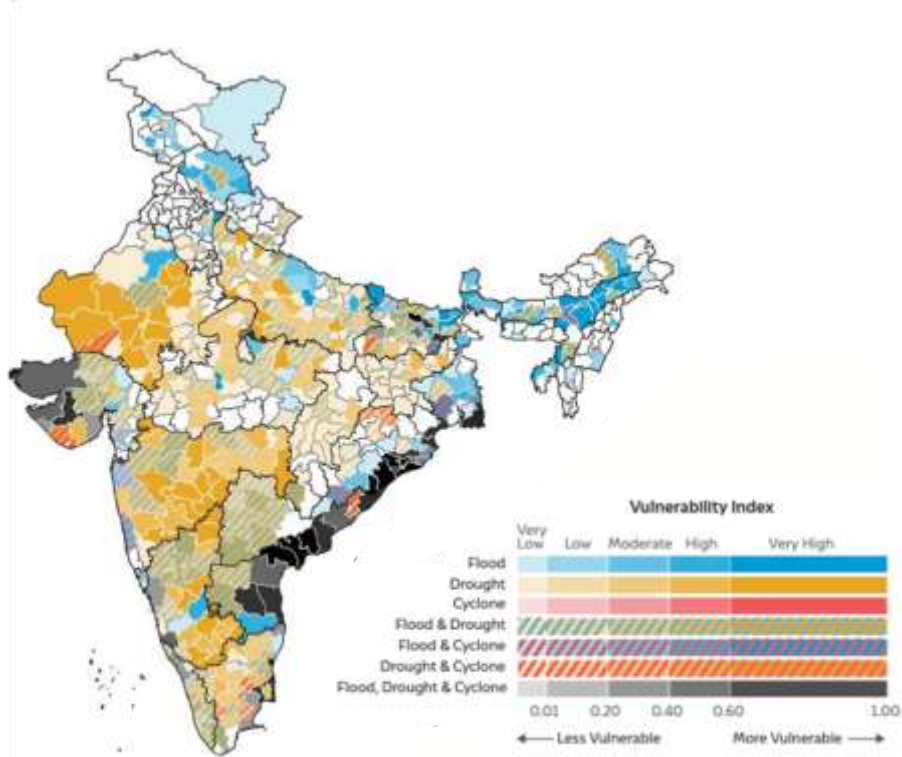 Vulnerability Index
Very Low Low Moderate High Very High
Flood
Drought
Cyclone
Flood & Drought
Flood & Cyclone
Drought & Cyclone
Flood, Drought & Cyclone
0.01 0.20 0.40 0.60 1.00
Less Vulnerable More Vulnerable